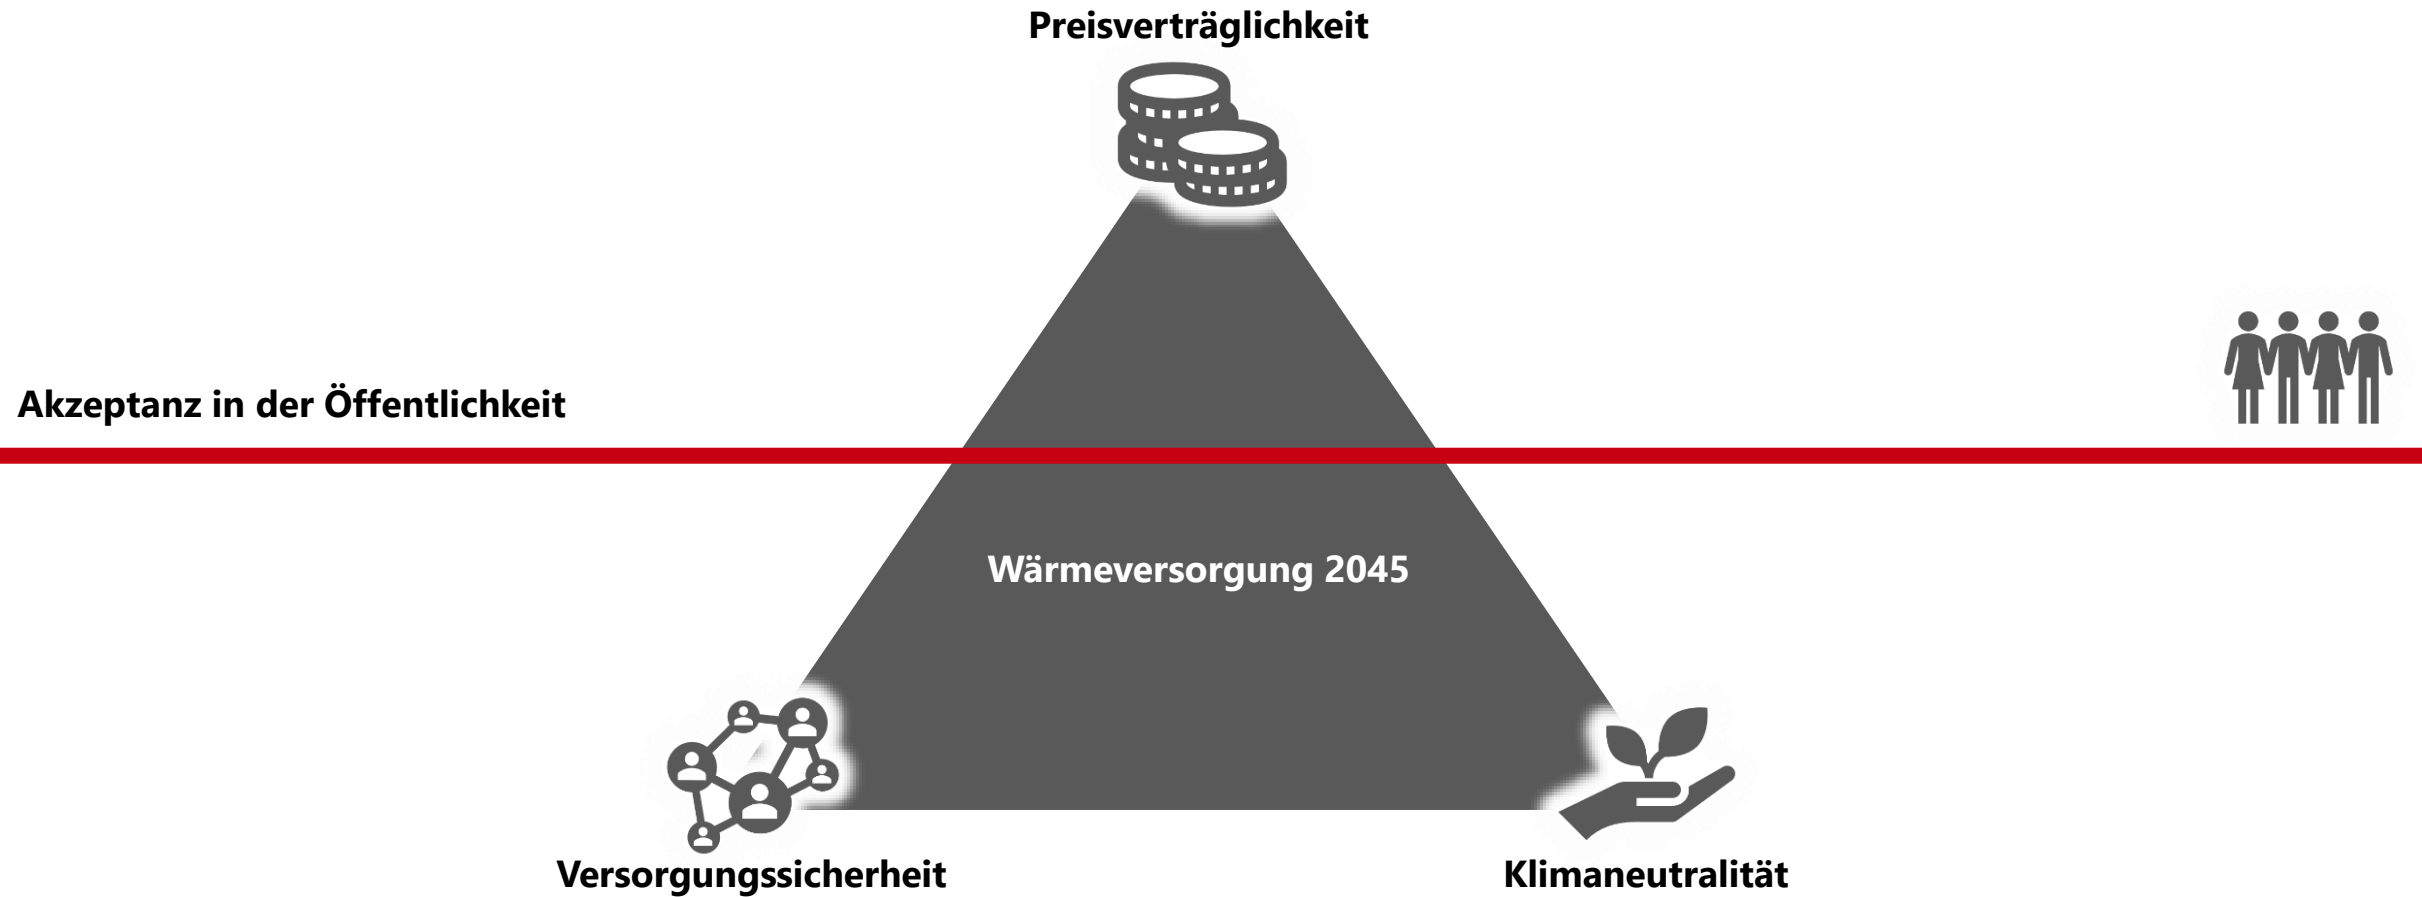 Preisverträglichkeit
Akzeptanz in der Öffentlichkeit
Wärmeversorgung 2045
Versorgungssicherheit
Klimaneutralität